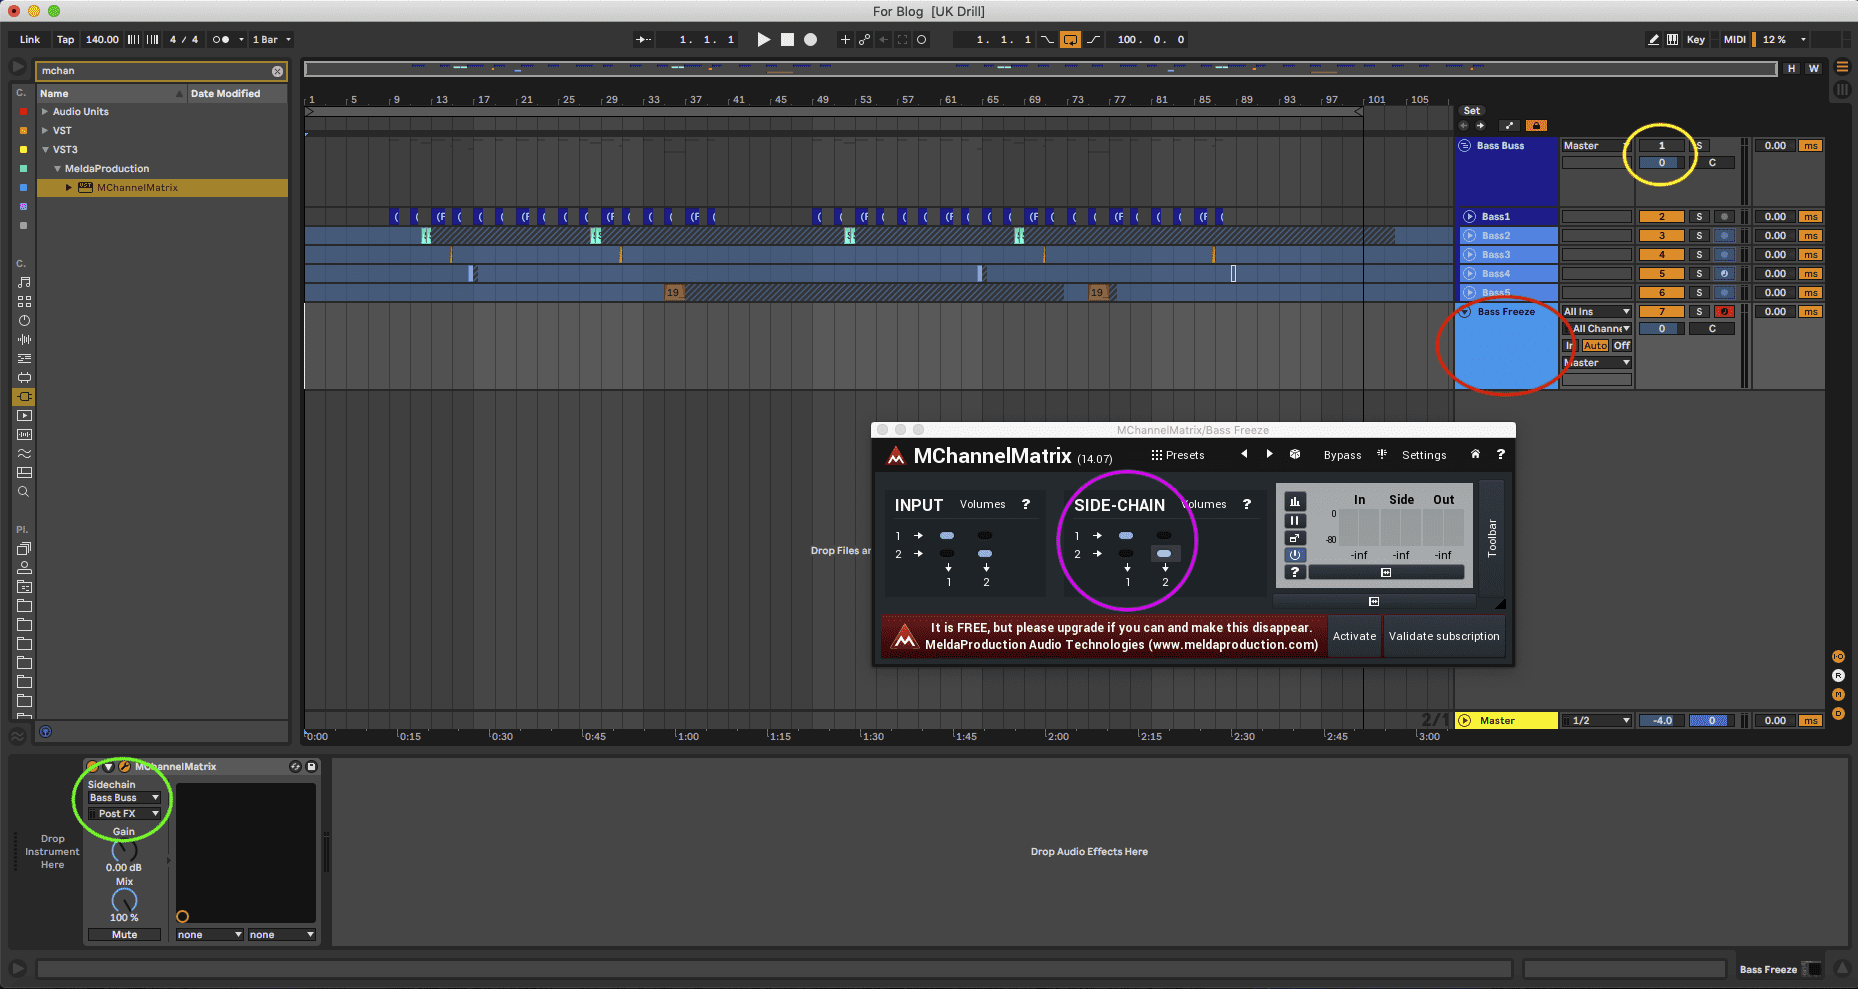 For Blog [UK Drill]
Link Tap 140.00 4 / 4 1 Bar 1. 1. 1 1. 1. 1 100. 0. 0 Key MIDI 12 %
mchan
H W
C. Name Date Modified
1 5 9 13 17 21 25 29 33 37 41 45 49 53 57 61 65 69 73 77 81 85 89 93 97 101 105
Set
Audio Units
VST
VST3
MeldaProduction
MChannelMatrix
Bass Buss Master 1 S 0.00 ms
0 C
Bass1 2 S 0.00 ms
Bass2 3 S 0.00 ms
Bass3 4 S 0.00 ms
Bass4 5 S 0.00 ms
19 19 Bass5 6 S 0.00 ms
C.
Bass Freeze All Ins 7 S 0.00 ms
All Channe 0 C
In Auto Off
Master
MChannelMatrix/Bass Freeze
MChannelMatrix (14.07) Presets Bypass Settings ?
INPUT Volumes ? SIDE-CHAIN Volumes ? In Side Out
0
1 1
2 2
-80
1 2 1 2
-inf -inf -inf
?
Toolbar
Drop Files an
It is FREE, but please upgrade if you can and make this disappear.
MeldaProduction Audio Technologies (www.meldaproduction.com)
Activate Validate subscription
Pl.
I·O
R
M
D
2/1 Master 1/2 -4.0 0 0.00 ms
0:00 0:15 0:30 0:45 1:00 1:15 1:30 1:45 2:00 2:15 2:30 2:45 3:00
MChannelMatrix
Sidechain
Bass Buss
Post FX
Gain
0.00 dB
Mix
100 %
Mute none none
Drop
Instrument
Here
Drop Audio Effects Here
Bass Freeze